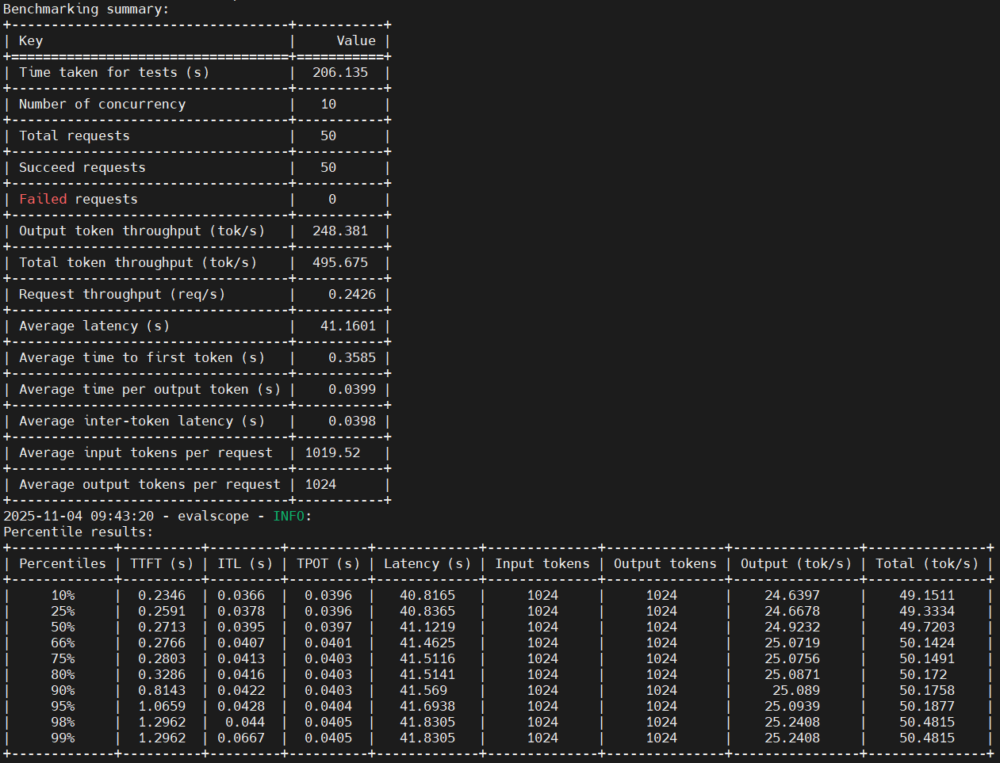 Benchmarking summary:
+-----------------------------------+-----------+
| Key                               |     Value |
+===================================+===========+
| Time taken for tests (s)          |  206.135  |
+-----------------------------------+-----------+
| Number of concurrency             |   10      |
+-----------------------------------+-----------+
| Total requests                    |   50      |
+-----------------------------------+-----------+
| Succeed requests                  |   50      |
+-----------------------------------+-----------+
| Failed requests                   |    0      |
+-----------------------------------+-----------+
| Output token throughput (tok/s)   |  248.381  |
+-----------------------------------+-----------+
| Total token throughput (tok/s)    |  495.675  |
+-----------------------------------+-----------+
| Request throughput (req/s)        |    0.2426 |
+-----------------------------------+-----------+
| Average latency (s)               |   41.1601 |
+-----------------------------------+-----------+
| Average time to first token (s)   |    0.3585 |
+-----------------------------------+-----------+
| Average time per output token (s) |    0.0399 |
+-----------------------------------+-----------+
| Average inter-token latency (s)   |    0.0398 |
+-----------------------------------+-----------+
| Average input tokens per request  | 1019.52   |
+-----------------------------------+-----------+
| Average output tokens per request | 1024      |
+-----------------------------------+-----------+
2025-11-04 09:43:20 - evalscope - INFO:
Percentile results:
+-------------+----------+---------+----------+-------------+--------------+---------------+----------------+---------------+
| Percentiles | TTFT (s) | ITL (s) | TPOT (s) | Latency (s) | Input tokens | Output tokens | Output (tok/s) | Total (tok/s) |
+-------------+----------+---------+----------+-------------+--------------+---------------+----------------+---------------+
|     10%     |  0.2346  | 0.0366  |  0.0396  |   40.8165   |     1024     |     1024      |    24.6397     |    49.1511    |
|     25%     |  0.2591  | 0.0378  |  0.0396  |   40.8365   |     1024     |     1024      |    24.6678     |    49.3334    |
|     50%     |  0.2713  | 0.0395  |  0.0397  |   41.1219   |     1024     |     1024      |    24.9232     |    49.7203    |
|     66%     |  0.2766  | 0.0407  |  0.0401  |   41.4625   |     1024     |     1024      |    25.0719     |    50.1424    |
|     75%     |  0.2803  | 0.0413  |  0.0403  |   41.5116   |     1024     |     1024      |    25.0756     |    50.1491    |
|     80%     |  0.3286  | 0.0416  |  0.0403  |   41.5141   |     1024     |     1024      |    25.0871     |    50.172     |
|     90%     |  0.8143  | 0.0422  |  0.0403  |   41.569    |     1024     |     1024      |     25.089     |    50.1758    |
|     95%     |  1.0659  | 0.0428  |  0.0404  |   41.6938   |     1024     |     1024      |    25.0939     |    50.1877    |
|     98%     |  1.2962  |  0.044  |  0.0405  |   41.8305   |     1024     |     1024      |    25.2408     |    50.4815    |
|     99%     |  1.2962  | 0.0667  |  0.0405  |   41.8305   |     1024     |     1024      |    25.2408     |    50.4815    |
+-------------+----------+---------+----------+-------------+--------------+---------------+----------------+---------------+